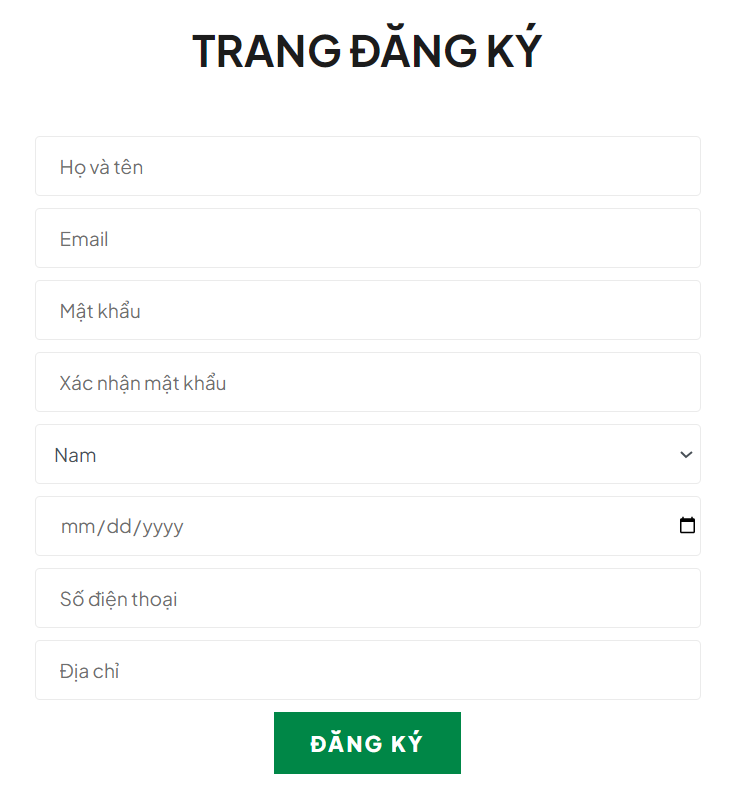 TRANG ĐĂNG KÝ
Họ và tên
Email
Mật khẩu
Xác nhận mật khẩu
Nam
mm/dd/yyyy
Số điện thoại
Địa chỉ
ĐĂNG KÝ